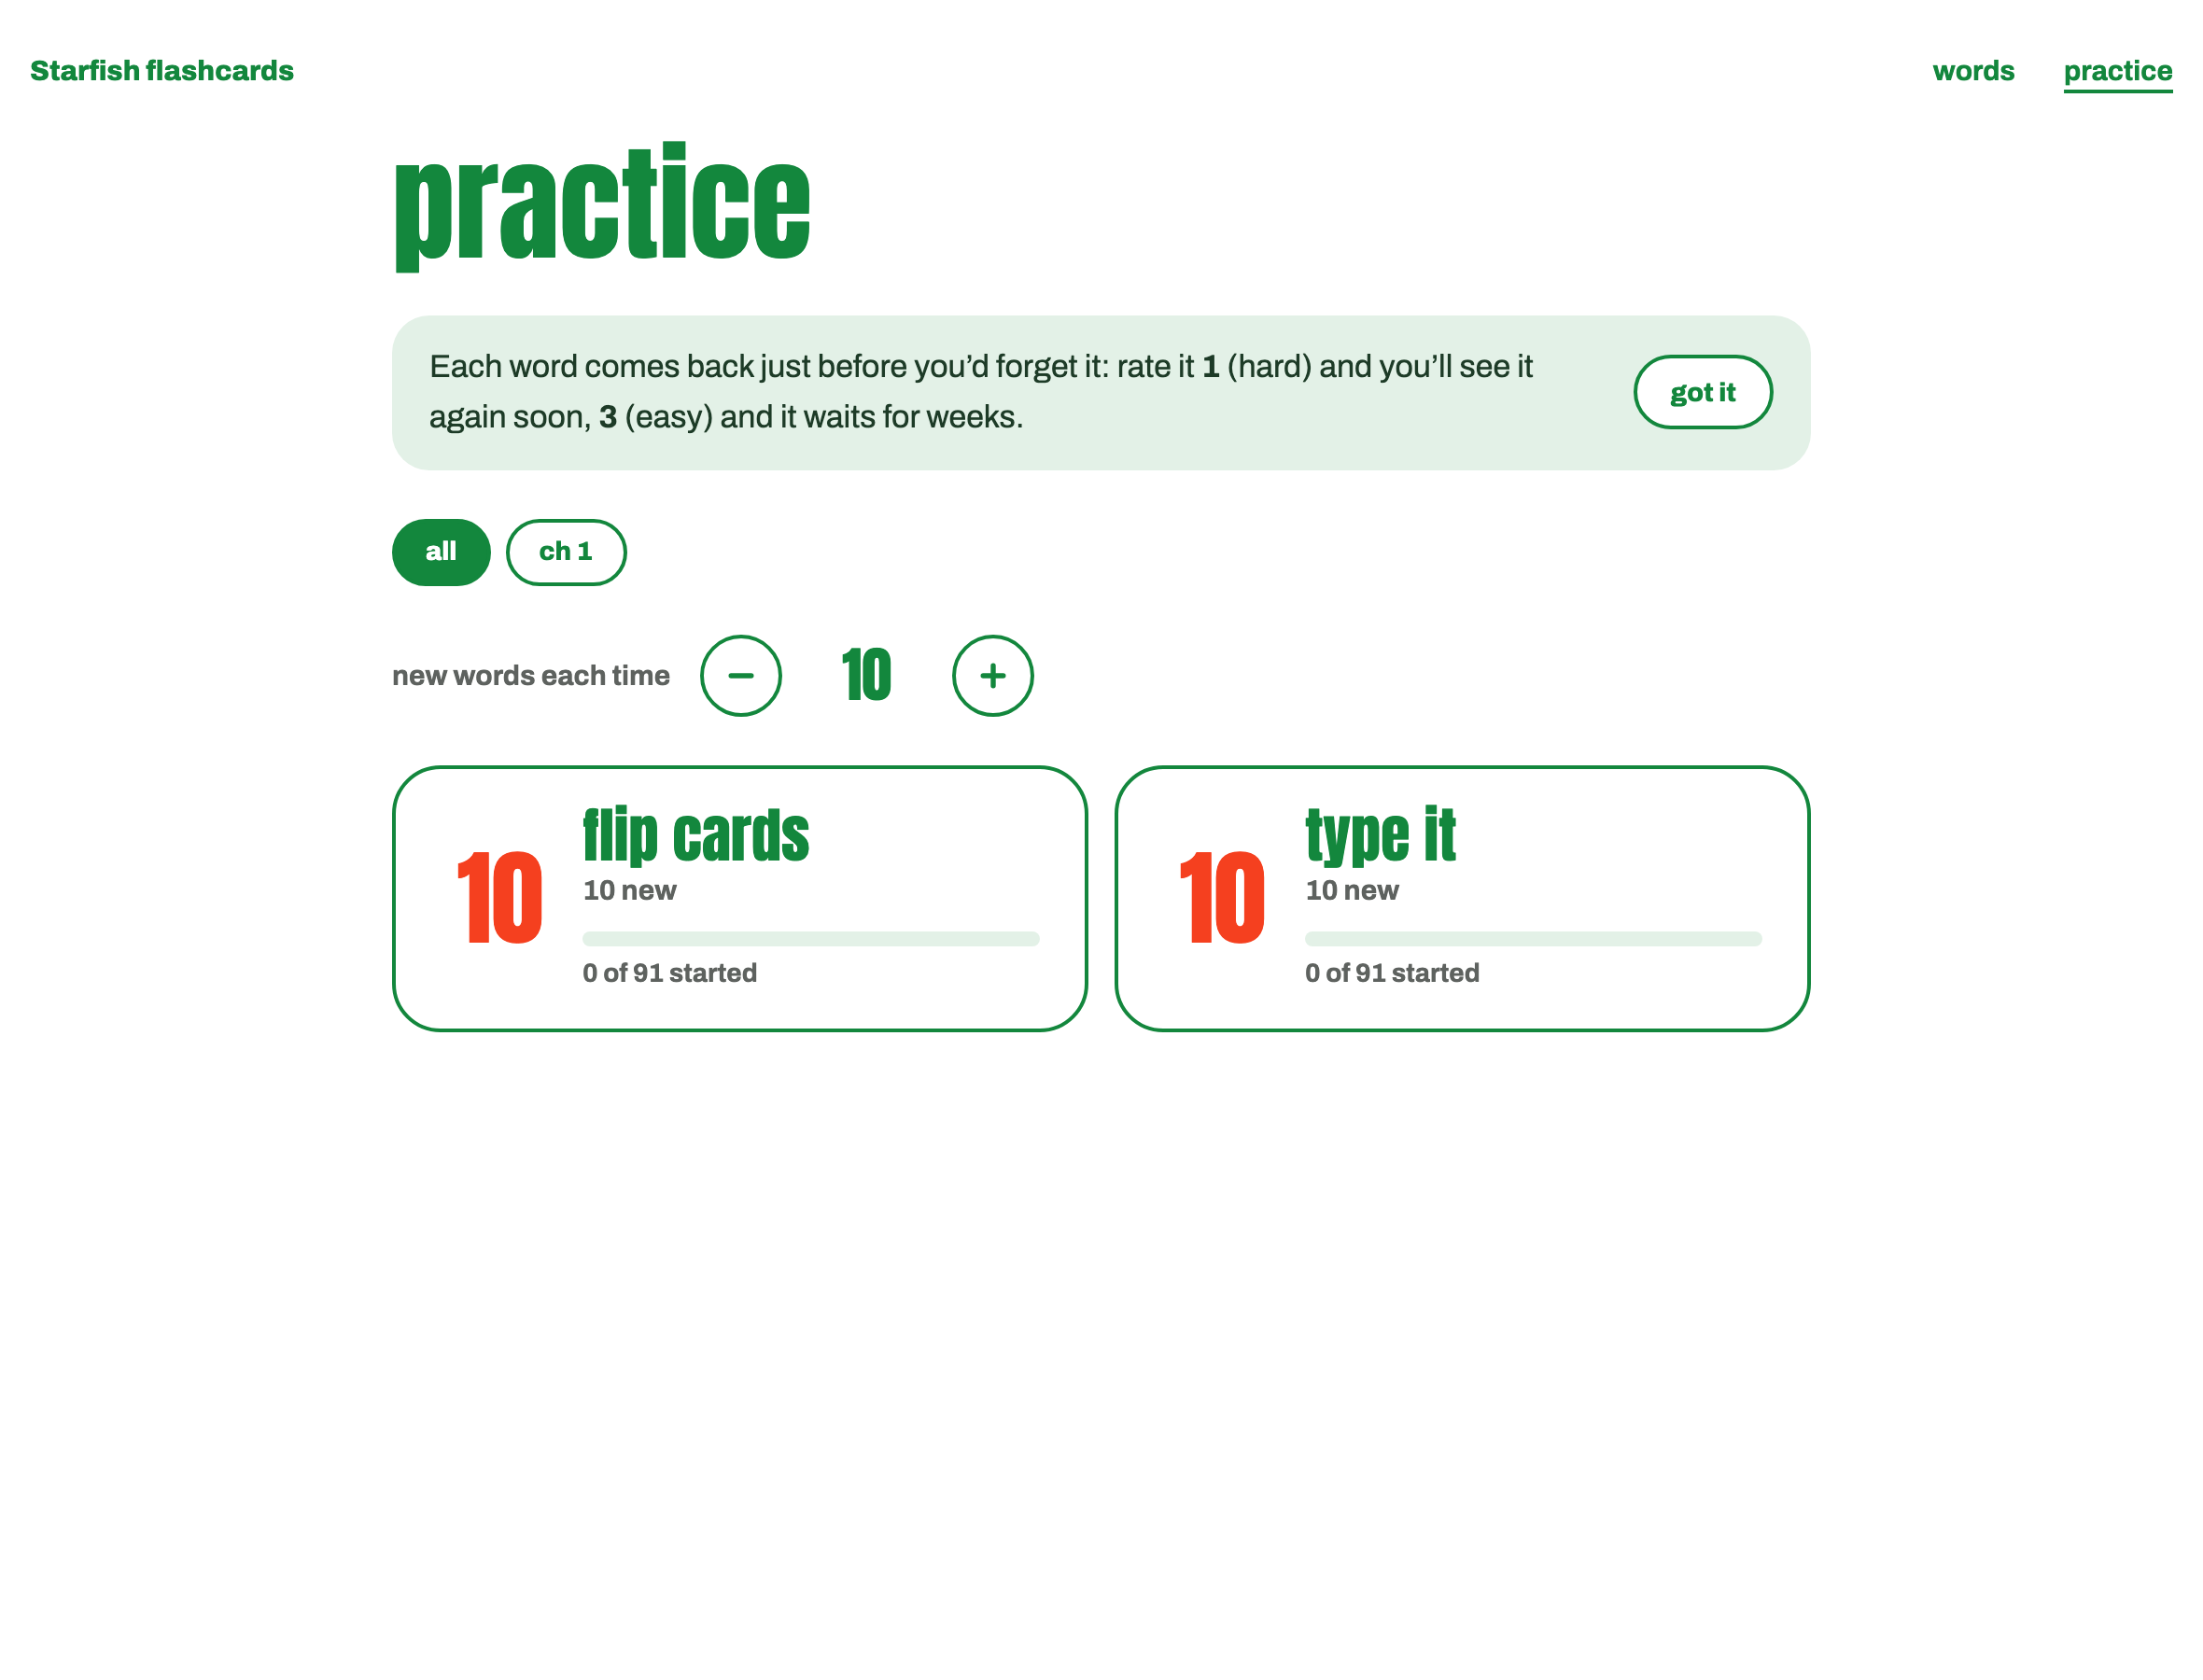 Starfish flashcards
words
practice
practice
Each word comes back just before you’d forget it: rate it 1 (hard) and you’ll see it
again soon, 3 (easy) and it waits for weeks.
got it
all
ch 1
new words each time
10
10
flip cards
10 new
0 of 91 started
10
type it
10 new
0 of 91 started